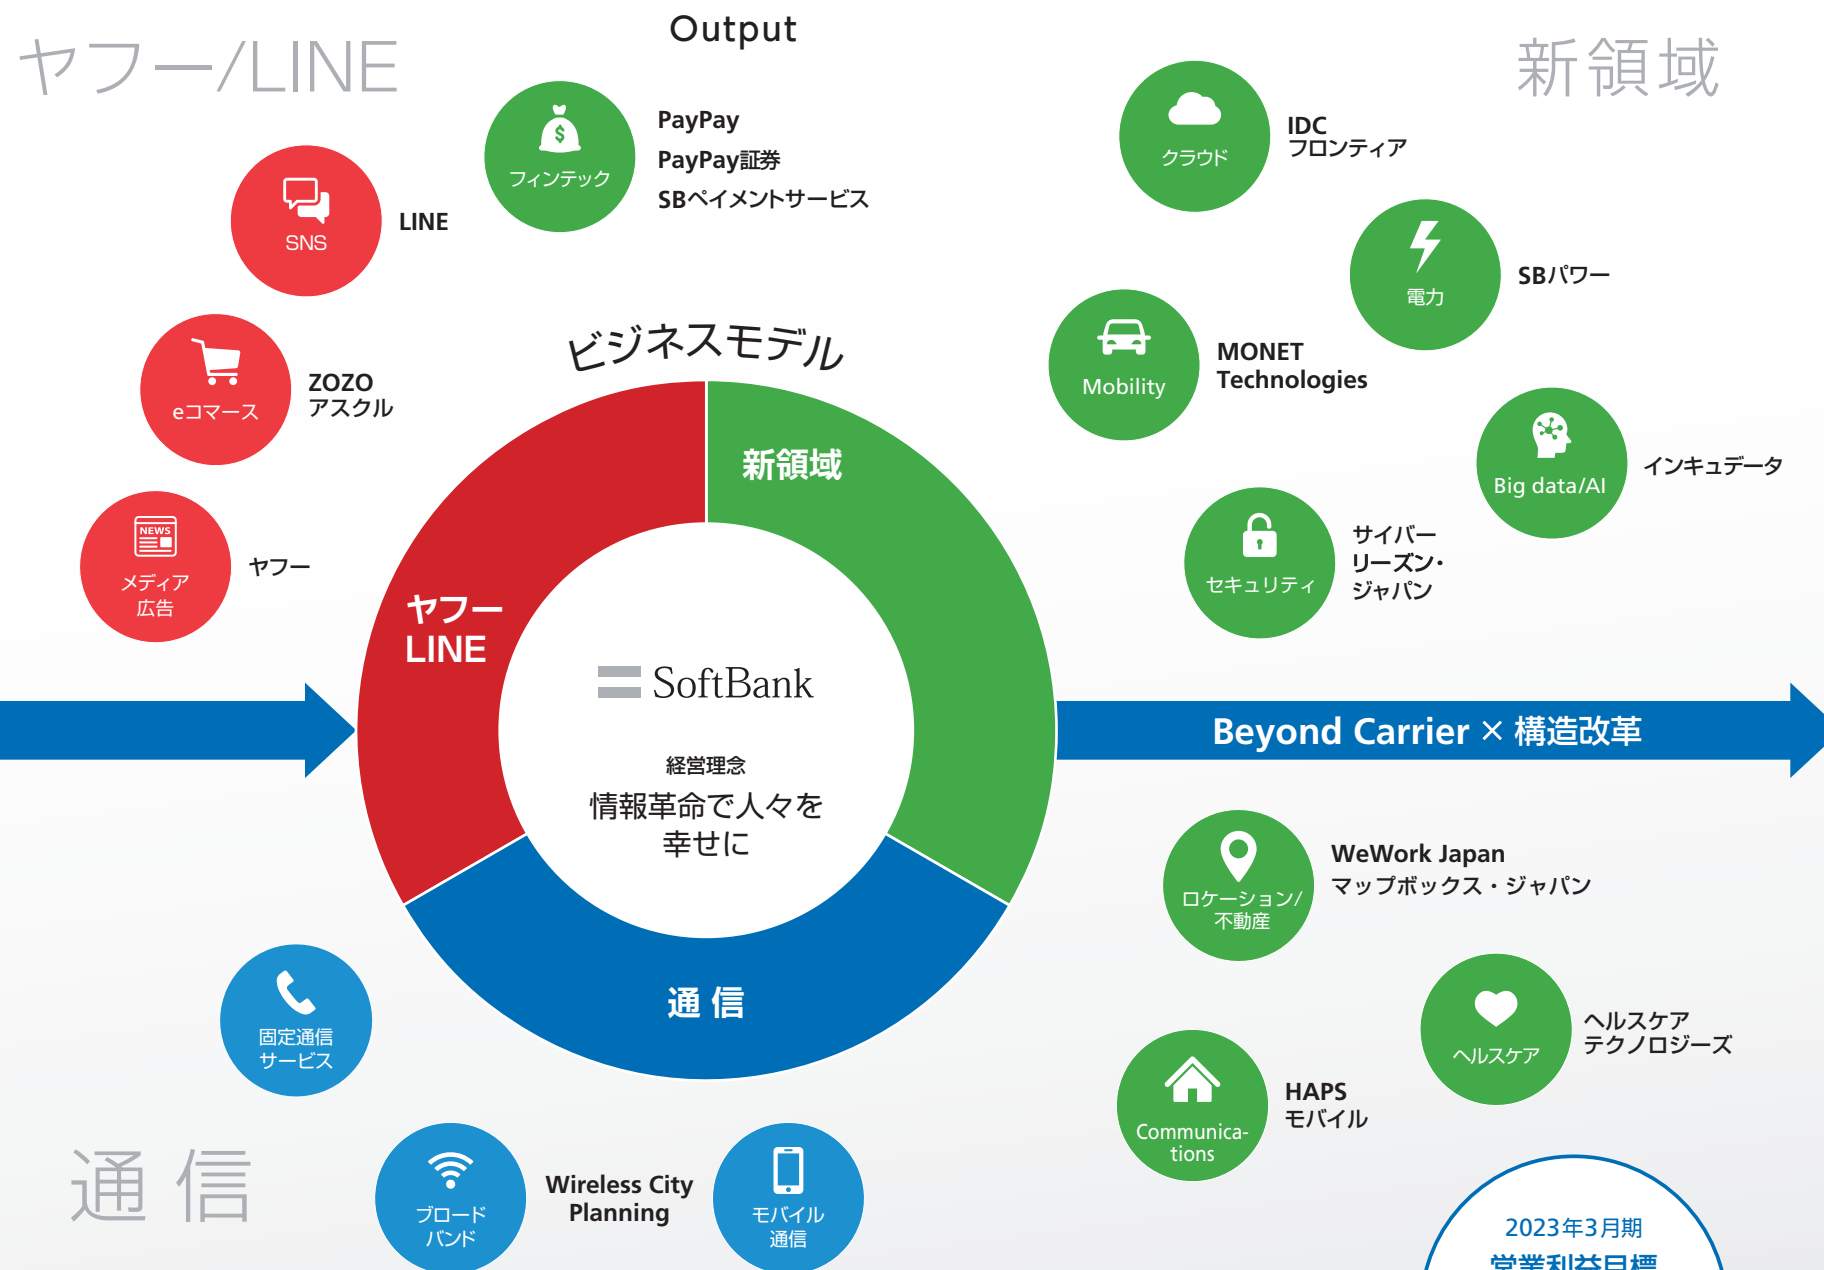 Output
ヤフー/LINE
新領域
フィンテック
PayPay
PayPay証券
SBペイメントサービス
SNS
LINE
eコマース
ZOZO
アスクル
NEWS
メディア
広告
ヤフー
クラウド
IDC
フロンティア
電力
SBパワー
Mobility
MONET
Technologies
Big data/AI
インキュデータ
セキュリティ
サイバー
リーズン・
ジャパン
ビジネスモデル
新領域
ヤフー
LINE
通信
SoftBank
経営理念
情報革命で人々を
幸せに
Beyond Carrier × 構造改革
ロケーション/
不動産
WeWork Japan
マップボックス・ジャパン
ヘルスケア
ヘルスケア
テクノロジーズ
Communica-
tions
HAPS
モバイル
固定通信
サービス
通信
ブロード
バンド
Wireless City
Planning
モバイル
通信
2023年3月期
営業利益目標